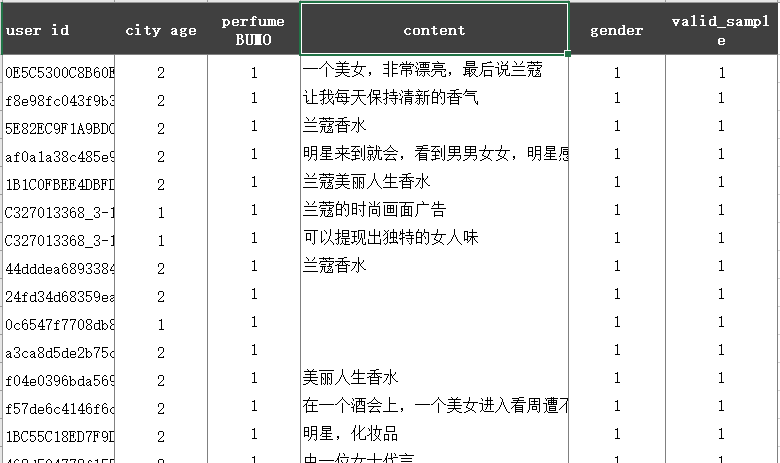 user id city age perfume BUMO content gender valid_sample
0E5C5300C8B60E 2 1 一个美女，非常漂亮，最后说兰蔻 1 1
f8e98fc043f9b3 2 1 让我每天保持清新的香气 1 1
5E82EC9F1A9BDC 2 1 兰蔻香水 1 1
af0a1a38c485e9 2 1 明星来到就会，看到男男女女，明星感 1 1
1B1C0FBEE4DBFD 2 1 兰蔻美丽人生香水 1 1
C327013368_3-1 1 1 兰蔻的时尚画面广告 1 1
C327013368_3-1 1 1 可以提现出独特的女人味 1 1
44dddea6893384 2 1 兰蔻香水 1 1
24fd34d68359ea 2 1 1 1
0c6547f7708db8 1 1 1 1
a3ca8d5de2b75c 2 1 1 1
f04e0396bda569 2 1 美丽人生香水 1 1
f57de6c4146f6c 2 1 在一个酒会上，一个美女进入看周遭不 1 1
1BC55C18ED7F9D 2 1 明星，化妆品 1 1
2 1 由一位女士代言 1 1